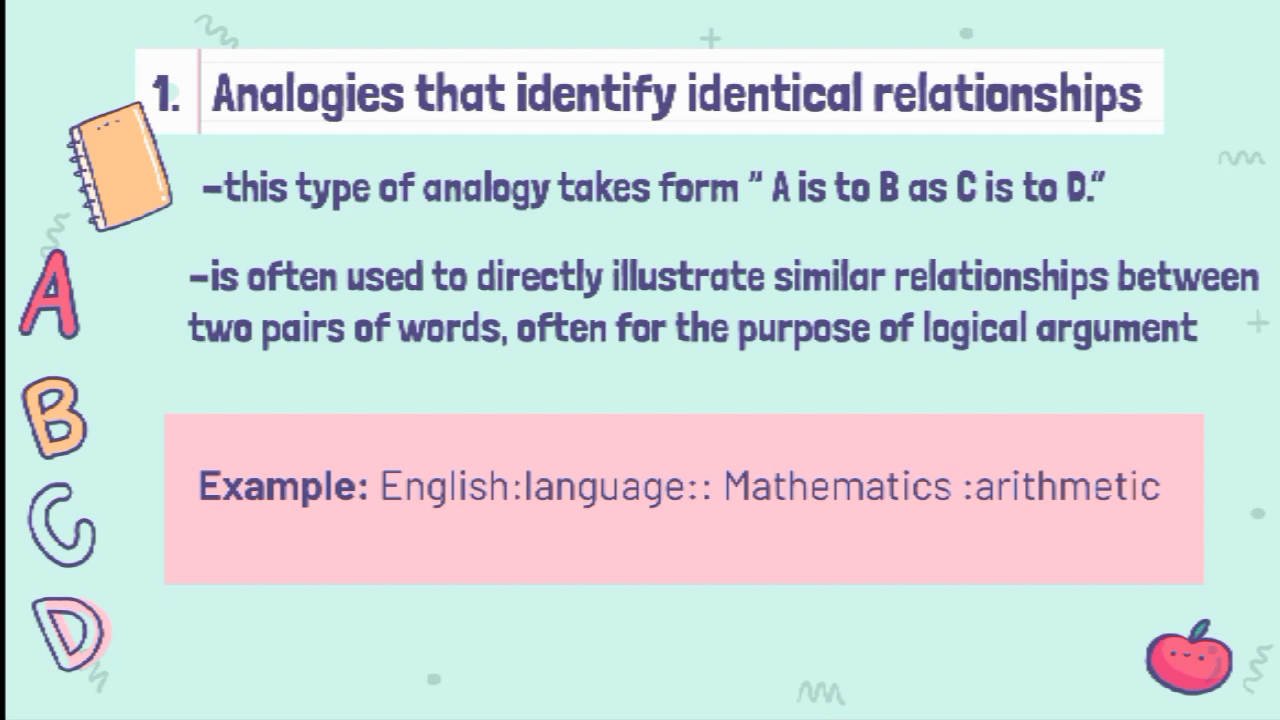 1. Analogies that identify identical relationships
-this type of analogy takes form " A is to B as C is to D."
-is often used to directly illustrate similar relationships between
two pairs of words, often for the purpose of logical argument
A
B
C
D
Example: English:language:: Mathematics :arithmetic